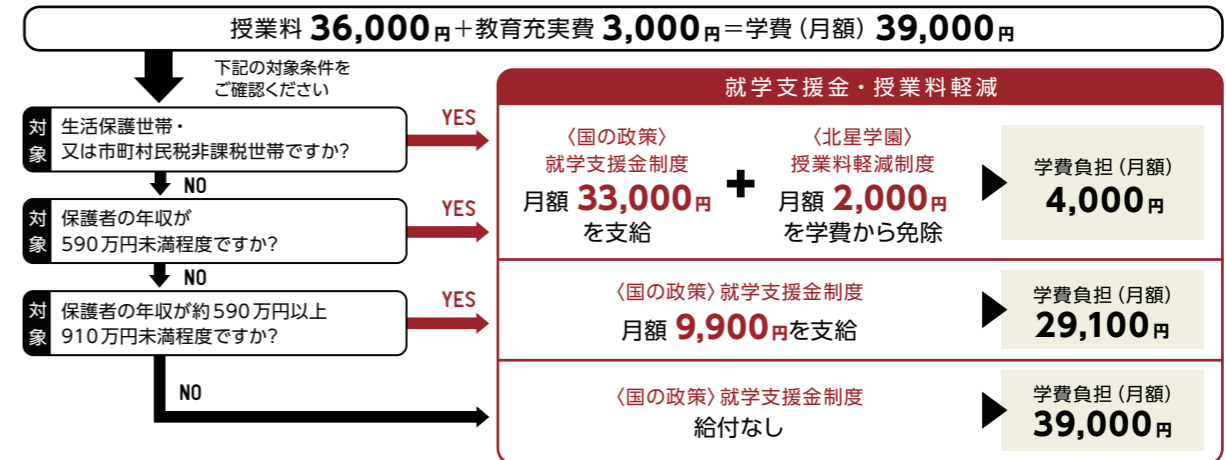 授業料 36,000円＋教育充実費 3,000円＝学費（月額）39,000円
下記の対象条件を
ご確認ください
対象
生活保護世帯・
又は市町村民税非課税世帯ですか?
YES
NO
対象
保護者の年収が
590万円未満程度ですか?
YES
NO
対象
保護者の年収が約590万円以上
910万円未満程度ですか?
YES
NO
就学支援金・授業料軽減
〈国の政策〉
就学支援金制度
月額 33,000円
を支給
＋
〈北星学園〉
授業料軽減制度
月額 2,000円
を学費から免除
学費負担（月額）
4,000円
〈国の政策〉就学支援金制度
月額 9,900円を支給
学費負担（月額）
29,100円
〈国の政策〉就学支援金制度
給付なし
学費負担（月額）
39,000円